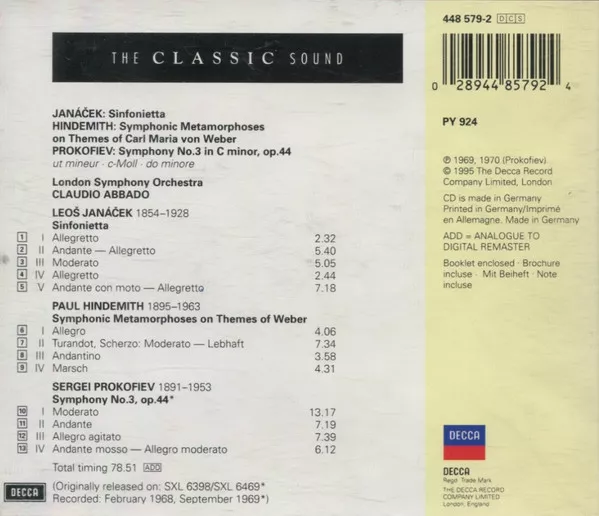 THE CLASSIC SOUND
JANÁČEK: Sinfonietta
HINDEMITH: Symphonic Metamorphoses
on Themes of Carl Maria von Weber
PROKOFIEV: Symphony No.3 in C minor, op.44
ut mineur · c-Moll · do minore
London Symphony Orchestra
CLAUDIO ABBADO
LEOŠ JANÁČEK 1854–1928
Sinfonietta
1 I Allegretto 2.32
2 II Andante — Allegretto 5.40
3 III Moderato 5.05
4 IV Allegretto 2.44
5 V Andante con moto — Allegretto 7.18
PAUL HINDEMITH 1895–1963
Symphonic Metamorphoses on Themes of Weber
6 I Allegro 4.06
7 II Turandot, Scherzo: Moderato — Lebhaft 7.34
8 III Andantino 3.58
9 IV Marsch 4.31
SERGEI PROKOFIEV 1891–1953
Symphony No.3, op.44*
10 I Moderato 13.17
11 II Andante 7.19
12 III Allegro agitato 7.39
13 IV Andante mosso — Allegro moderato 6.12
Total timing 78.51 ADD
DECCA
(Originally released on: SXL 6398/SXL 6469*)
Recorded: February 1968, September 1969*)
448 579-2 DCS
0 28944 85792 4
PY 924
℗ 1969, 1970 (Prokofiev)
© 1995 The Decca Record
Company Limited, London
CD is made in Germany
Printed in Germany/Imprimé
en Allemagne. Made in Germany
ADD = ANALOGUE TO
DIGITAL REMASTER
Booklet enclosed · Brochure
incluse · Mit Beiheft · Note
incluse
DECCA
DECCA
Regd. Trade Mark
THE DECCA RECORD
COMPANY LIMITED
London, England